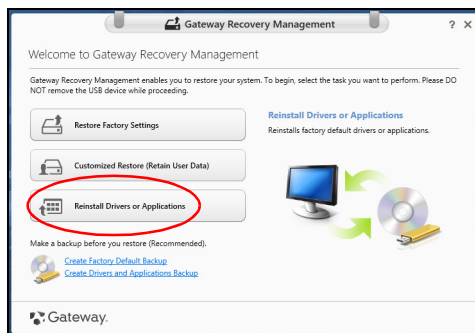 Gateway Recovery Management
? X
Welcome to Gateway Recovery Management
Gateway Recovery Management enables you to restore your system. To begin, select the task you want to perform. Please DO
NOT remove the USB device while proceeding.
Restore Factory Settings
Customized Restore (Retain User Data)
Reinstall Drivers or Applications
Reinstall Drivers or Applications
Reinstalls factory default drivers or applications.
Make a backup before you restore (Recommended).
Create Factory Default Backup
Create Drivers and Applications Backup
Gateway.